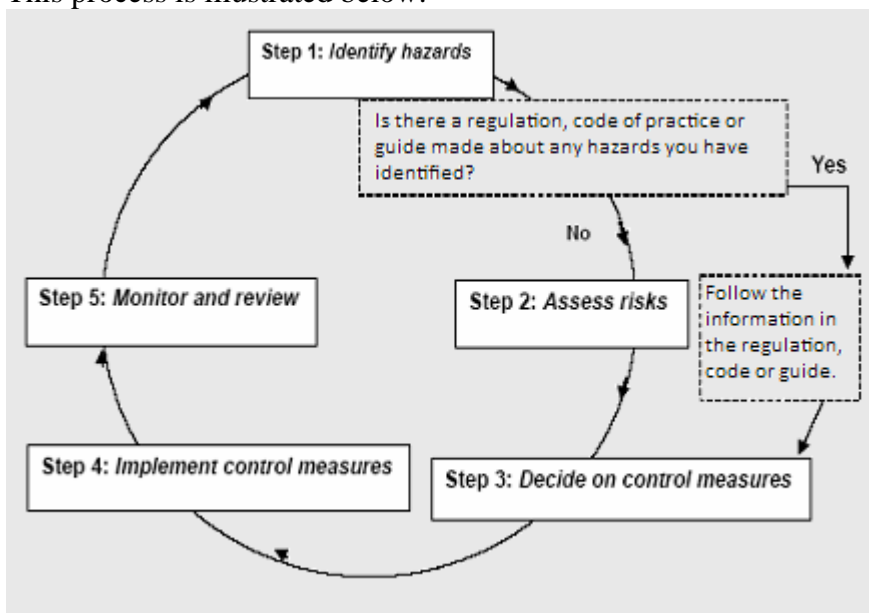 This process is illustrated below:
Step 1: Identify hazards
Is there a regulation, code of practice or
guide made about any hazards you have
identified?
Yes
No
Step 5: Monitor and review
Step 2: Assess risks
Follow the
information in
the regulation,
code or guide.
Step 4: Implement control measures
Step 3: Decide on control measures